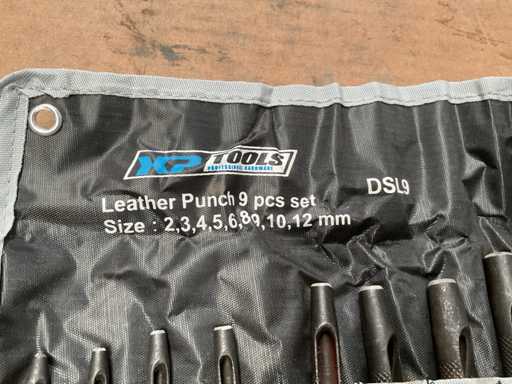 XP TOOLS
PROFESSIONAL HARDWARE
Leather Punch 9 pcs set
DSL9
Size : 2,3,4,5,6,8,9,10,12 mm